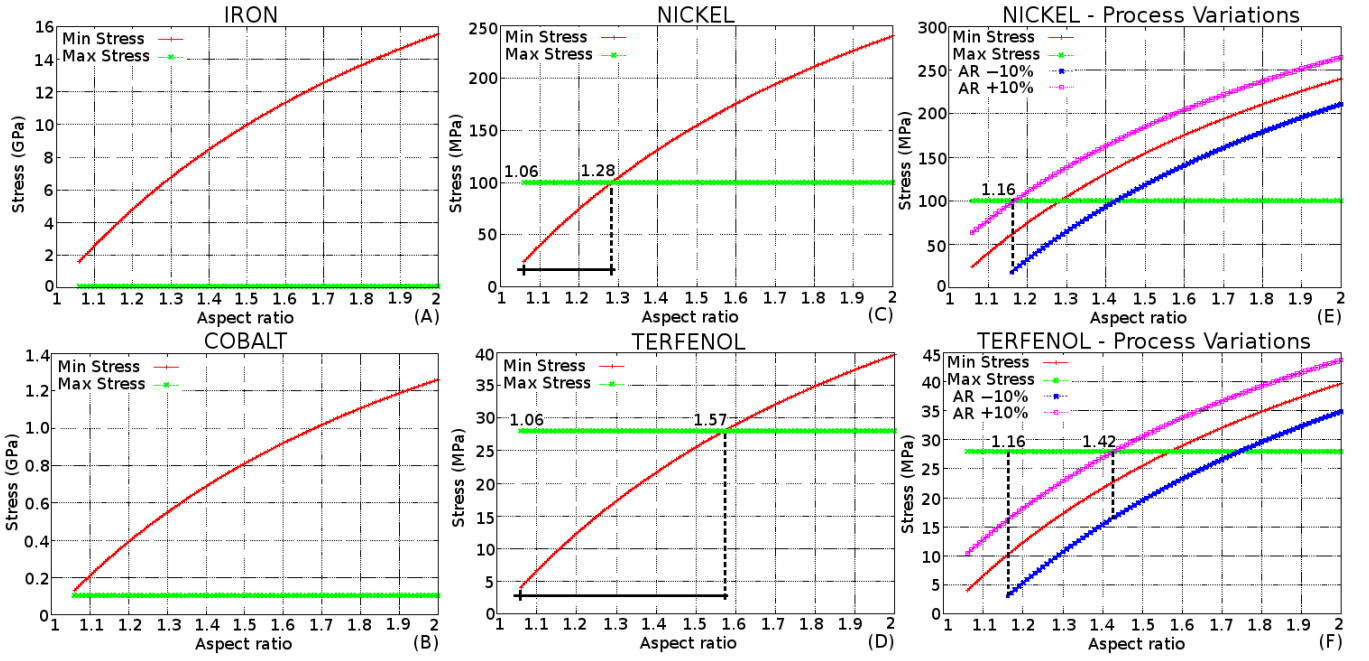 IRON
Min Stress
Max Stress
16
14
12
10
8
6
4
2
0
Stress (GPa)
1 1.1 1.2 1.3 1.4 1.5 1.6 1.7 1.8 1.9 2
Aspect ratio
(A)
NICKEL
Min Stress
Max Stress
250
200
150
100
50
0
Stress (MPa)
1.06 1.28
1 1.1 1.2 1.3 1.4 1.5 1.6 1.7 1.8 1.9 2
Aspect ratio
(C)
NICKEL - Process Variations
Min Stress
Max Stress
AR −10%
AR +10%
300
250
200
150
100
50
0
Stress (MPa)
1.16
1 1.1 1.2 1.3 1.4 1.5 1.6 1.7 1.8 1.9 2
Aspect ratio
(E)
COBALT
Min Stress
Max Stress
1.4
1.2
1.0
0.8
0.6
0.4
0.2
0
Stress (GPa)
1 1.1 1.2 1.3 1.4 1.5 1.6 1.7 1.8 1.9 2
Aspect ratio
(B)
TERFENOL
Min Stress
Max Stress
40
35
30
25
20
15
10
5
0
Stress (MPa)
1.06 1.57
1 1.1 1.2 1.3 1.4 1.5 1.6 1.7 1.8 1.9 2
Aspect ratio
(D)
TERFENOL - Process Variations
Min Stress
Max Stress
AR −10%
AR +10%
45
40
35
30
25
20
15
10
5
0
Stress (MPa)
1.16 1.42
1 1.1 1.2 1.3 1.4 1.5 1.6 1.7 1.8 1.9 2
Aspect ratio
(F)